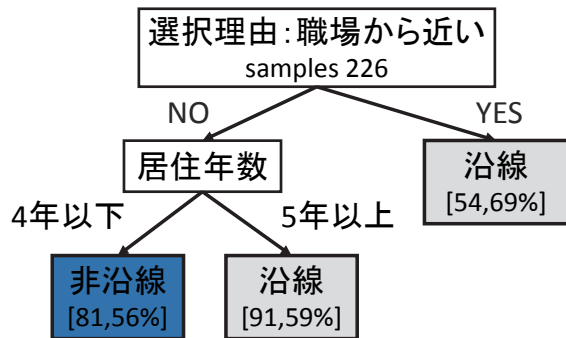 選択理由：職場から近い
samples 226
NO
YES
居住年数
沿線
[54,69%]
4年以下
5年以上
非沿線
[81,56%]
沿線
[91,59%]